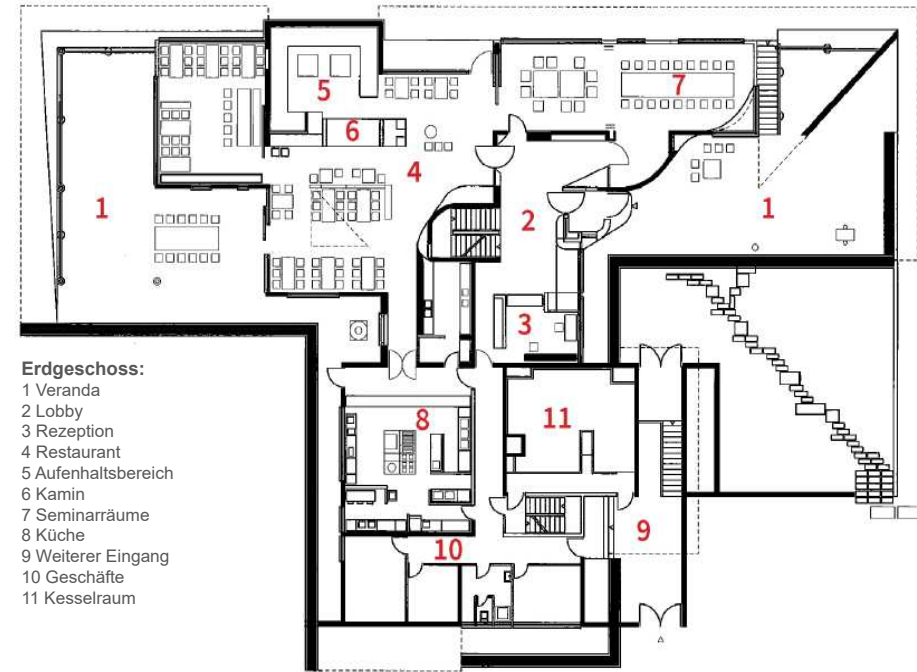 5
7
6
4
1
2
1
3
Erdgeschoss:
1 Veranda
2 Lobby
3 Rezeption
4 Restaurant
5 Aufenthaltsbereich
6 Kamin
7 Seminarräume
8 Küche
9 Weiterer Eingang
10 Geschäfte
11 Kesselraum
8
11
9
10